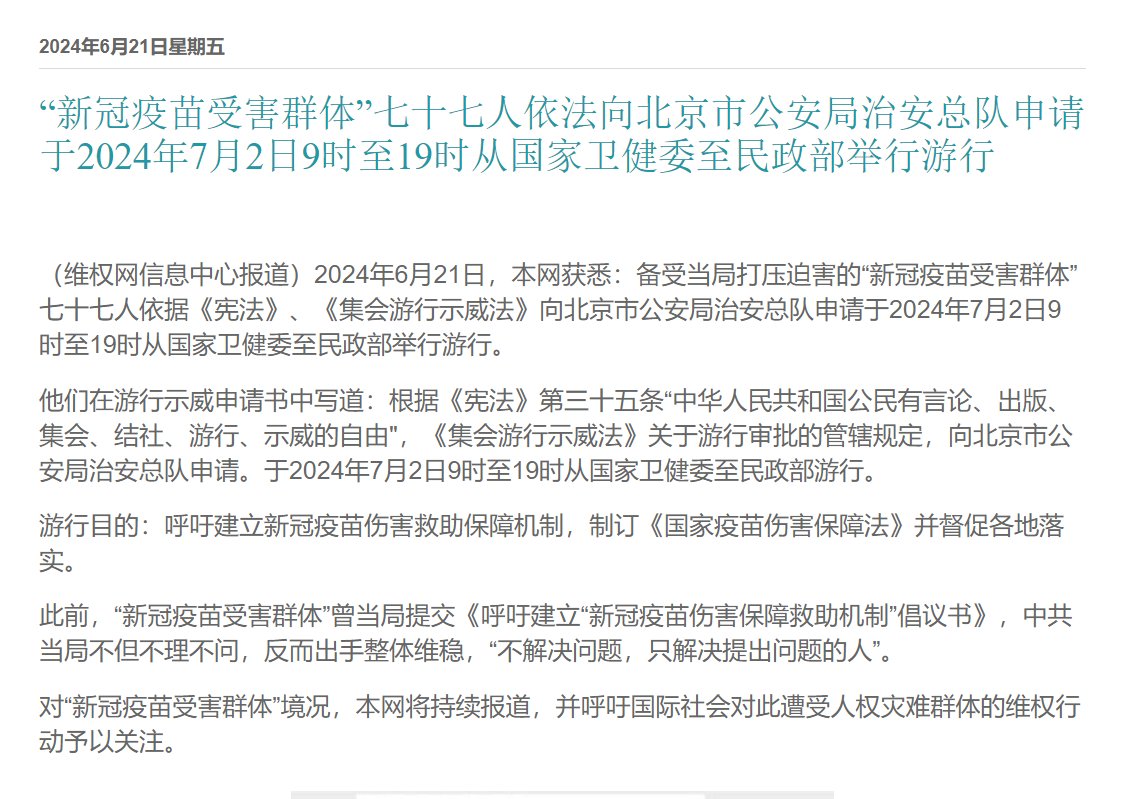 2024年6月21日星期五
“新冠疫苗受害群体”七十七人依法向北京市公安局治安总队申请
于2024年7月2日9时至19时从国家卫健委至民政部举行游行
（维权网信息中心报道）2024年6月21日，本网获悉：备受当局打压迫害的“新冠疫苗受害群体”
七十七人依据《宪法》、《集会游行示威法》向北京市公安局治安总队申请于2024年7月2日9
时至19时从国家卫健委至民政部举行游行。
他们在游行示威申请书中写道：根据《宪法》第三十五条“中华人民共和国公民有言论、出版、
集会、结社、游行、示威的自由"，《集会游行示威法》关于游行审批的管辖规定，向北京市公
安局治安总队申请。于2024年7月2日9时至19时从国家卫健委至民政部游行。
游行目的：呼吁建立新冠疫苗伤害救助保障机制，制订《国家疫苗伤害保障法》并督促各地落
实。
此前，“新冠疫苗受害群体”曾当局提交《呼吁建立“新冠疫苗伤害保障救助机制”倡议书》，中共
当局不但不理不问，反而出手整体维稳，“不解决问题，只解决提出问题的人”。
对“新冠疫苗受害群体”境况，本网将持续报道，并呼吁国际社会对此遭受人权灾难群体的维权行
动予以关注。